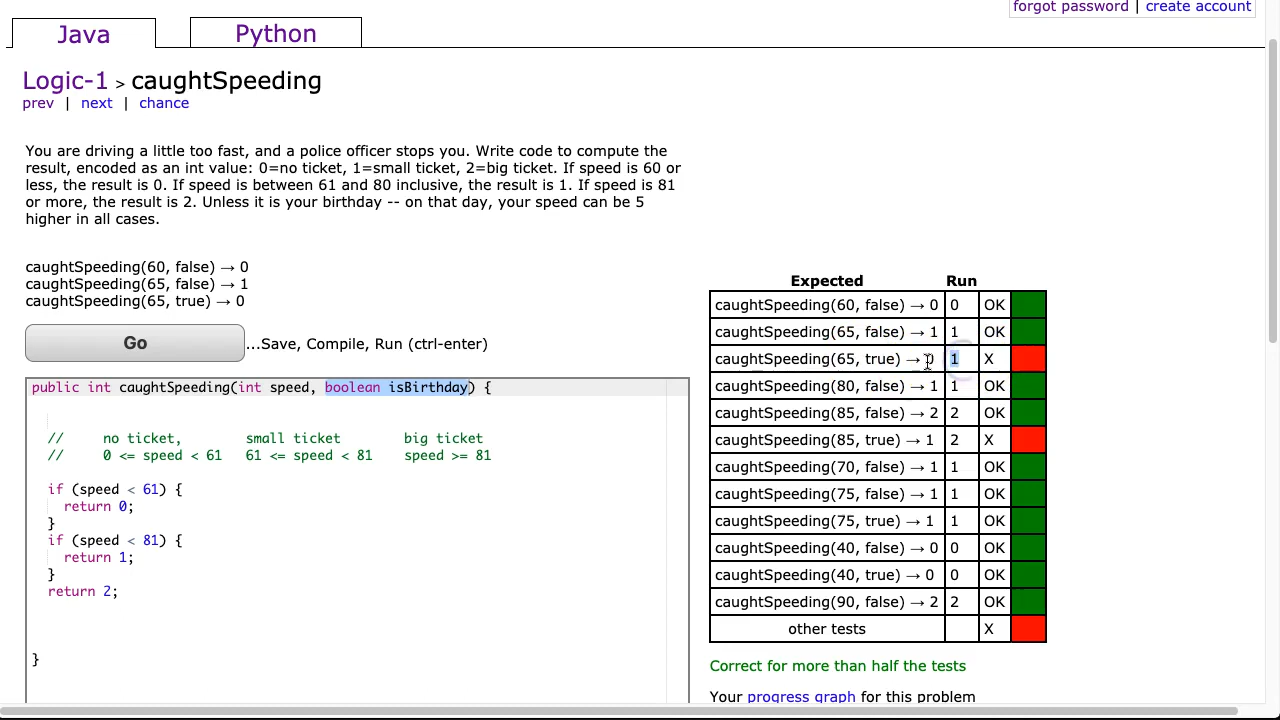 forgot password | create account
Java Python
Logic-1 > caughtSpeeding
prev | next | chance
You are driving a little too fast, and a police officer stops you. Write code to compute the
result, encoded as an int value: 0=no ticket, 1=small ticket, 2=big ticket. If speed is 60 or
less, the result is 0. If speed is between 61 and 80 inclusive, the result is 1. If speed is 81
or more, the result is 2. Unless it is your birthday -- on that day, your speed can be 5
higher in all cases.
caughtSpeeding(60, false) → 0
caughtSpeeding(65, false) → 1
caughtSpeeding(65, true) → 0
Go ...Save, Compile, Run (ctrl-enter)
public int caughtSpeeding(int speed, boolean isBirthday) {
// no ticket, small ticket big ticket
// 0 <= speed < 61 61 <= speed < 81 speed >= 81
if (speed < 61) {
return 0;
}
if (speed < 81) {
return 1;
}
return 2;
}
Expected Run
caughtSpeeding(60, false) → 0 0 OK
caughtSpeeding(65, false) → 1 1 OK
caughtSpeeding(65, true) → 0 1 X
caughtSpeeding(80, false) → 1 1 OK
caughtSpeeding(85, false) → 2 2 OK
caughtSpeeding(85, true) → 1 2 X
caughtSpeeding(70, false) → 1 1 OK
caughtSpeeding(75, false) → 1 1 OK
caughtSpeeding(75, true) → 1 1 OK
caughtSpeeding(40, false) → 0 0 OK
caughtSpeeding(40, true) → 0 0 OK
caughtSpeeding(90, false) → 2 2 OK
other tests X
Correct for more than half the tests
Your progress graph for this problem